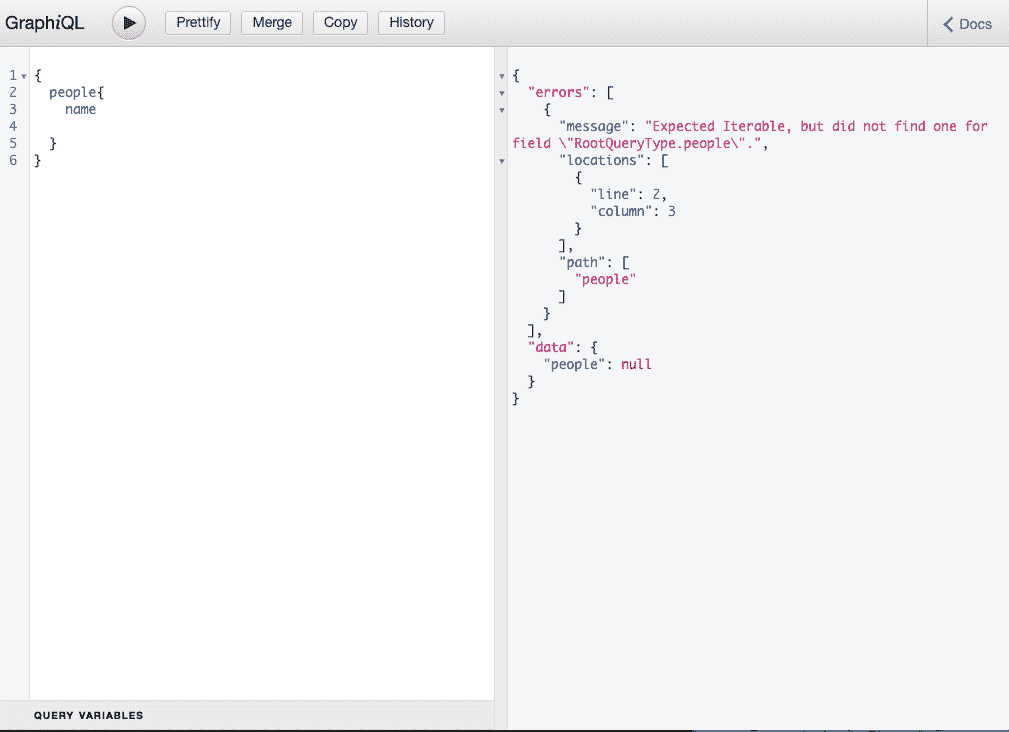 GraphiQL
Prettify
Merge
Copy
History
Docs
1
2
3
4
5
6
{
  people{
    name

  }
}
{
  "errors": [
    {
      "message": "Expected Iterable, but did not find one for
field \"RootQueryType.people\".",
      "locations": [
        {
          "line": 2,
          "column": 3
        }
      ],
      "path": [
        "people"
      ]
    }
  ],
  "data": {
    "people": null
  }
}
QUERY VARIABLES